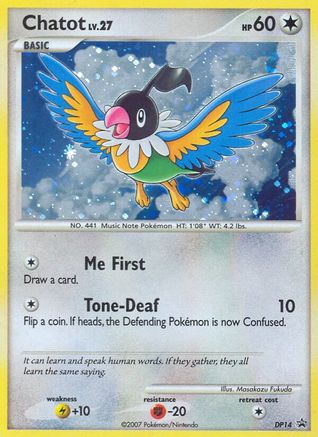 Chatot LV.27 HP 60
BASIC
NO. 441 Music Note Pokémon HT: 1'08" WT: 4.2 lbs.
Me First
Draw a card.
Tone-Deaf 10
Flip a coin. If heads, the Defending Pokémon is now Confused.
It can learn and speak human words. If they gather, they all
learn the same words.
Illus. Masakazu Fukuda
weakness resistance retreat cost
+10 -20
©2007 Pokémon/Nintendo DP14